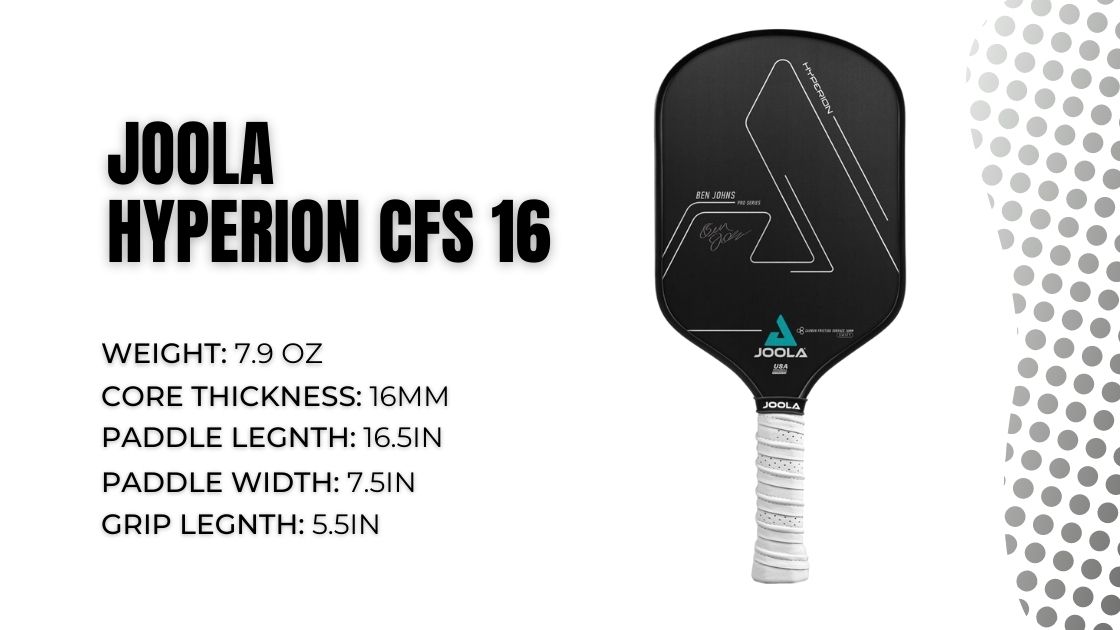 JOOLA
HYPERION CFS 16
WEIGHT: 7.9 OZ
CORE THICKNESS: 16MM
PADDLE LEGNTH: 16.5IN
PADDLE WIDTH: 7.5IN
GRIP LEGNTH: 5.5IN
HYPERION
BEN JOHNS
PRO SERIES
JOOLA
USA
JOOLA